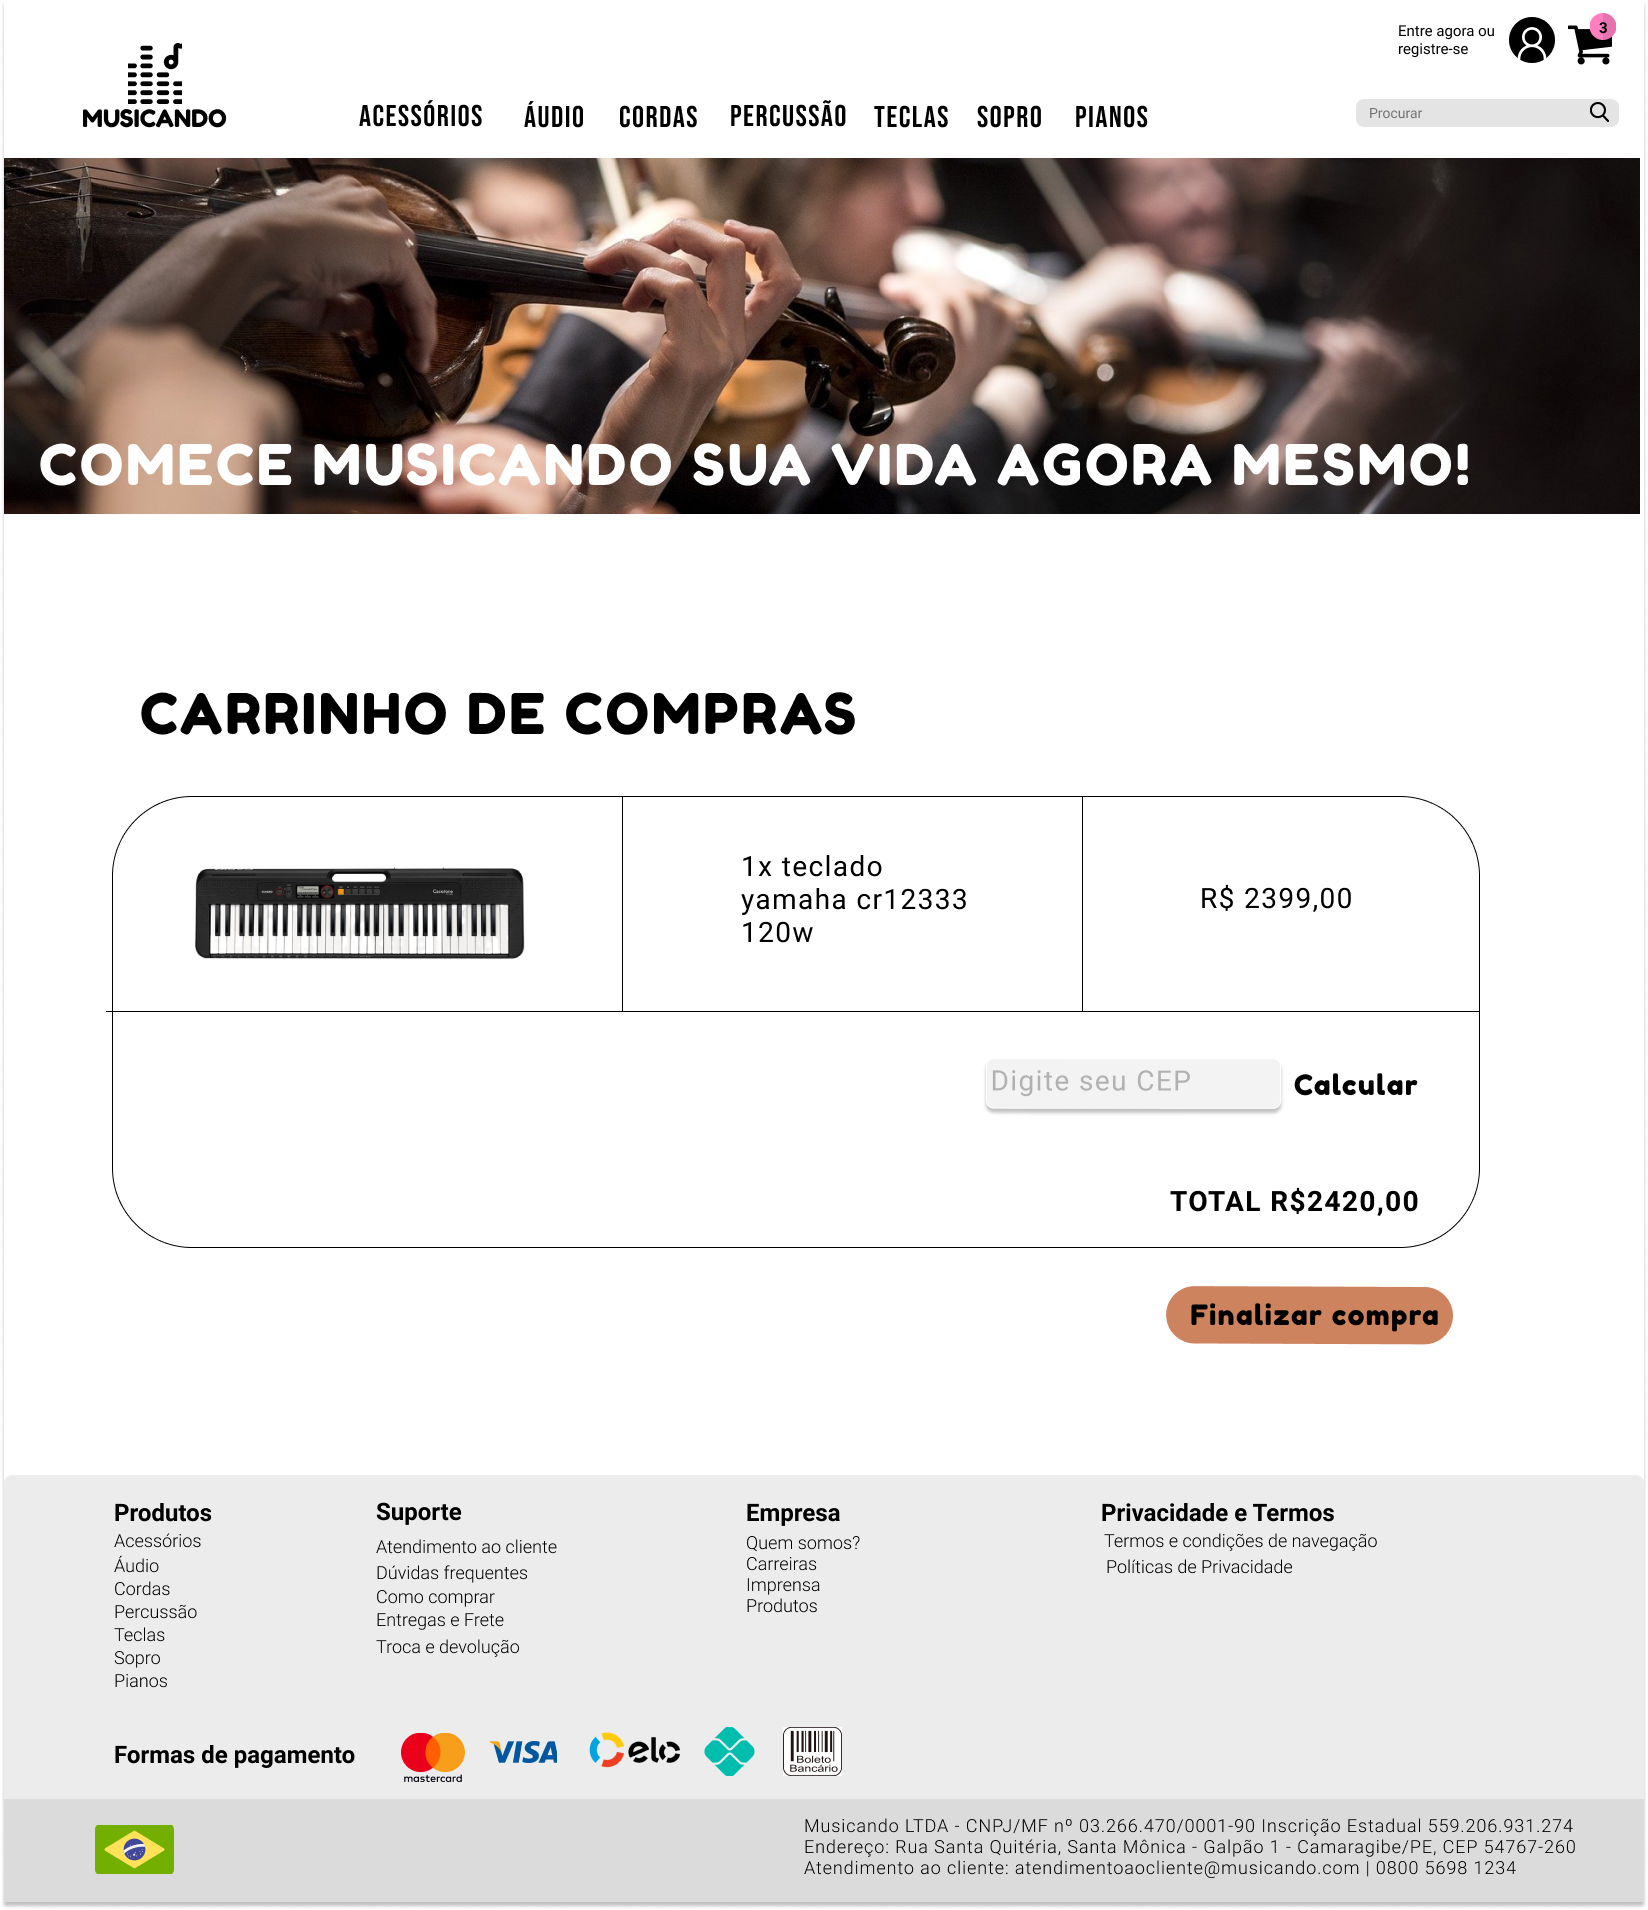 Entre agora ou
registre-se
3
MUSICANDO
ACESSÓRIOS ÁUDIO CORDAS PERCUSSÃO TECLAS SOPRO PIANOS
Procurar
COMECE MUSICANDO SUA VIDA AGORA MESMO!
CARRINHO DE COMPRAS
1x teclado
yamaha cr12333
120w
R$ 2399,00
Digite seu CEP
Calcular
TOTAL R$2420,00
Finalizar compra
Produtos
Acessórios
Áudio
Cordas
Percussão
Teclas
Sopro
Pianos
Suporte
Atendimento ao cliente
Dúvidas frequentes
Como comprar
Entregas e Frete
Troca e devolução
Empresa
Quem somos?
Carreiras
Imprensa
Produtos
Privacidade e Termos
Termos e condições de navegação
Políticas de Privacidade
Formas de pagamento
mastercard
VISA
elo
Boleto
Bancário
Musicando LTDA - CNPJ/MF nº 03.266.470/0001-90 Inscrição Estadual 559.206.931.274
Endereço: Rua Santa Quitéria, Santa Mônica - Galpão 1 - Camaragibe/PE, CEP 54767-260
Atendimento ao cliente: atendimentoaocliente@musicando.com | 0800 5698 1234